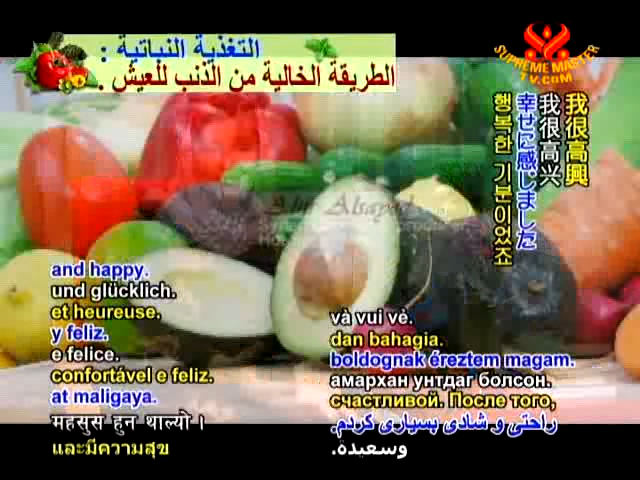 التغذية النباتية :
الطريقة الخالية من الذنب للعيش .
SUPREME MASTER
TV.COM
我很高興
我很高兴
幸せに感じました
행복한 기분이었죠
Alsayed
and happy.
und glücklich.
et heureuse.
y feliz.
e felice.
confortável e feliz.
at maligaya.
महसुस हुन थाल्यो ।
และมีความสุข
và vui vẻ.
dan bahagia.
boldognak éreztem magam.
амархан унтдаг болсон.
счастливой. После того,
راحتی و شادی بسیاری کردم.
وسعيدة.